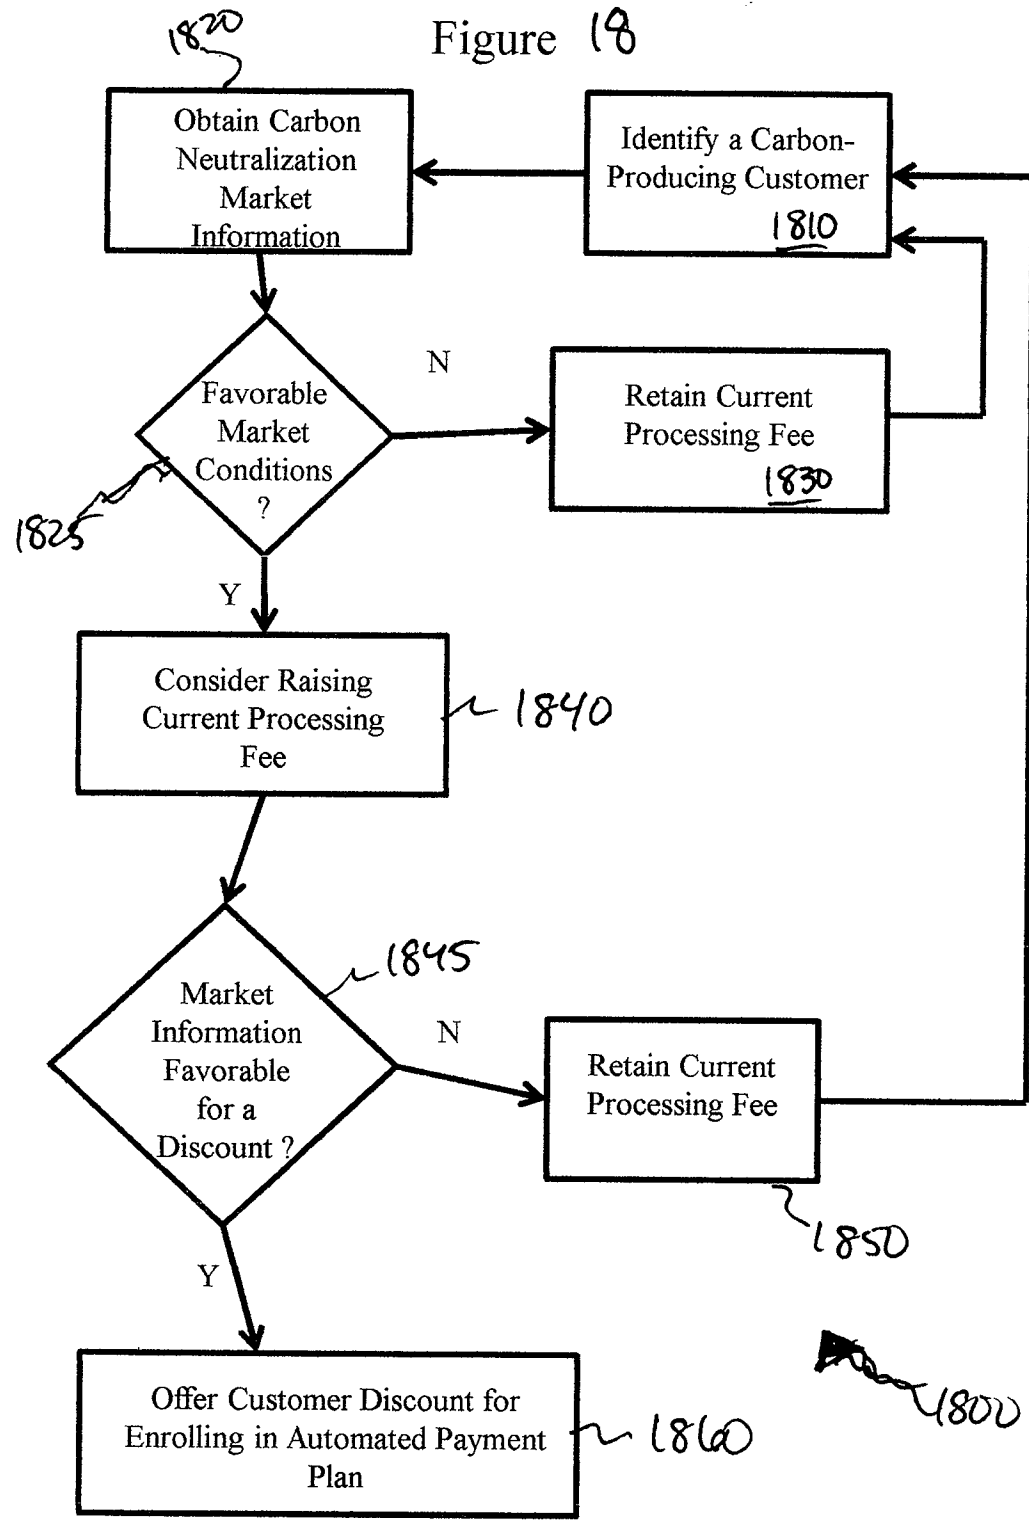 Figure 18
1820
Obtain Carbon
Neutralization
Market
Information
Identify a Carbon-
Producing Customer
1810
Favorable
Market
Conditions
?
1825
N
Retain Current
Processing Fee
1830
Y
Consider Raising
Current Processing
Fee
1840
Market
Information
Favorable
for a
Discount ?
1845
N
Retain Current
Processing Fee
1850
Y
Offer Customer Discount for
Enrolling in Automated Payment
Plan
1860
1800